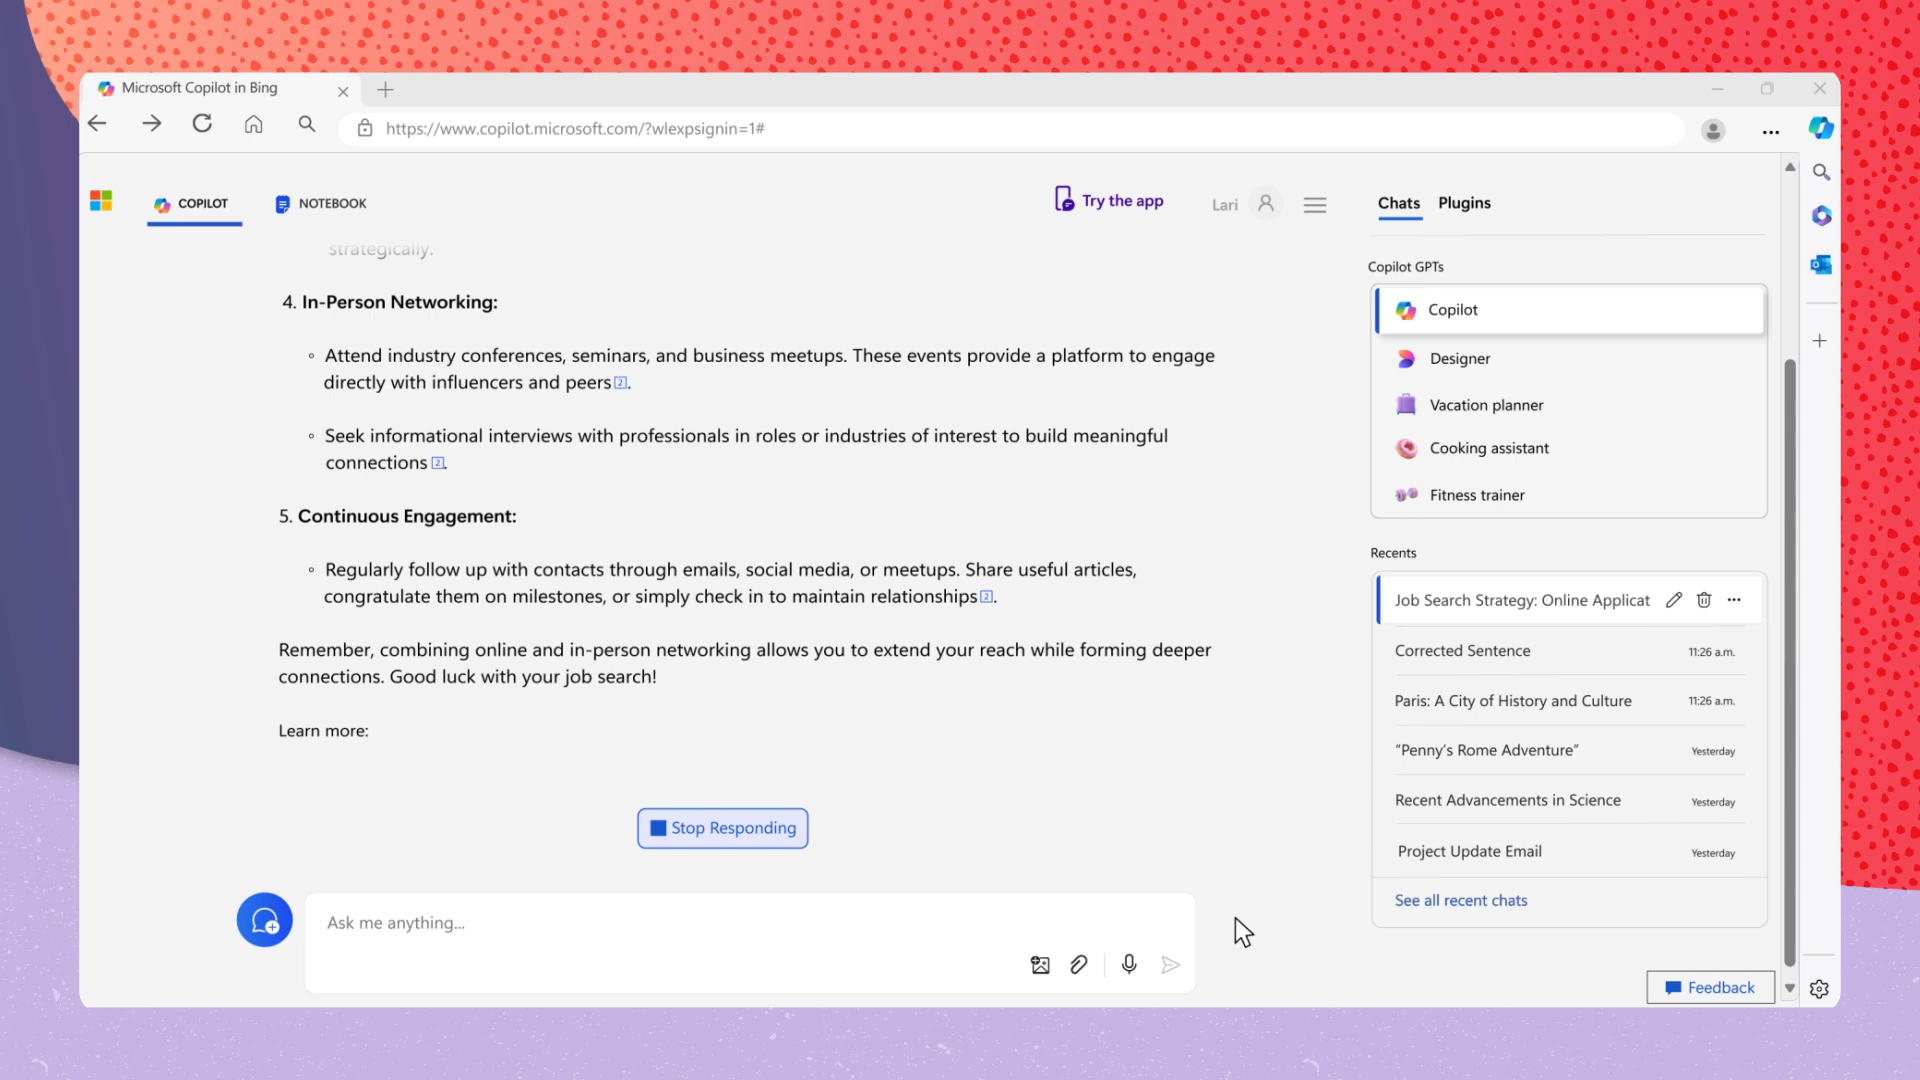 Microsoft Copilot in Bing
https://www.copilot.microsoft.com/?wlexpsignin=1#
COPILOT
NOTEBOOK
Try the app
Lari
strategically.
4. In-Person Networking:
◦ Attend industry conferences, seminars, and business meetups. These events provide a platform to engage
directly with influencers and peers 2.
◦ Seek informational interviews with professionals in roles or industries of interest to build meaningful
connections 2.
5. Continuous Engagement:
◦ Regularly follow up with contacts through emails, social media, or meetups. Share useful articles,
congratulate them on milestones, or simply check in to maintain relationships 2.
Remember, combining online and in-person networking allows you to extend your reach while forming deeper
connections. Good luck with your job search!
Learn more:
Stop Responding
Ask me anything...
Chats
Plugins
Copilot GPTs
Copilot
Designer
Vacation planner
Cooking assistant
Fitness trainer
Recents
Job Search Strategy: Online Applicat
Corrected Sentence 11:26 a.m.
Paris: A City of History and Culture 11:26 a.m.
“Penny’s Rome Adventure” Yesterday
Recent Advancements in Science Yesterday
Project Update Email Yesterday
See all recent chats
Feedback